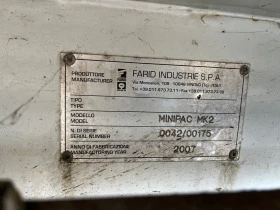 PRODUTTORE
MANUFACTURER
FARID INDUSTRIE S.P.A.
TIPO
TYPE
MODELLO
MODEL
MINIPAC MK2
N. DI SERIE
SERIAL NUMBER
0042/00175
ANNO DI FABBRICAZIONE
MANUFACTORING YEAR
2007